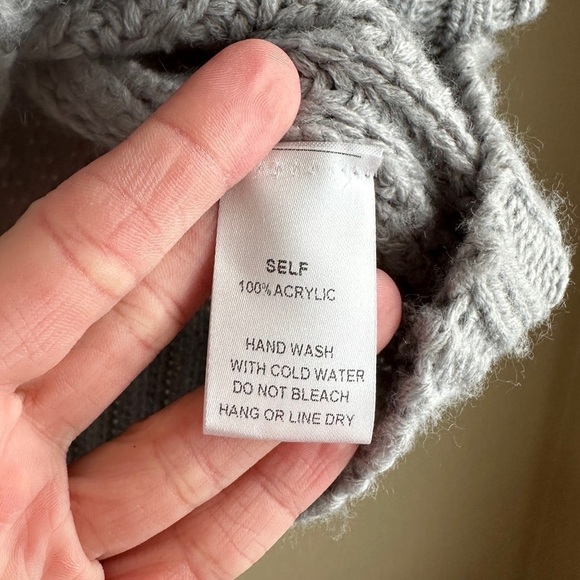 SELF
100% ACRYLIC
HAND WASH
WITH COLD WATER
DO NOT BLEACH
HANG OR LINE DRY